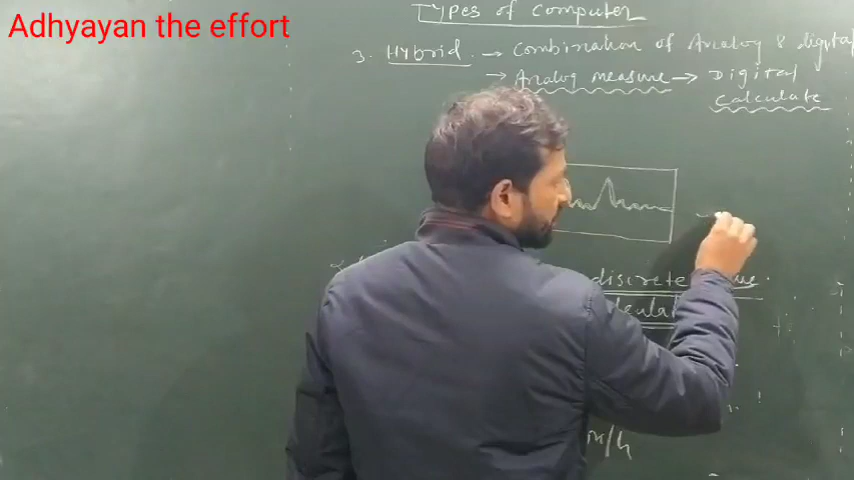 Adhyayan the effort
Types of Computer
3. Hybrid → Combination of Analog & digital
→ Analog measure → Digital
calculate
discrete